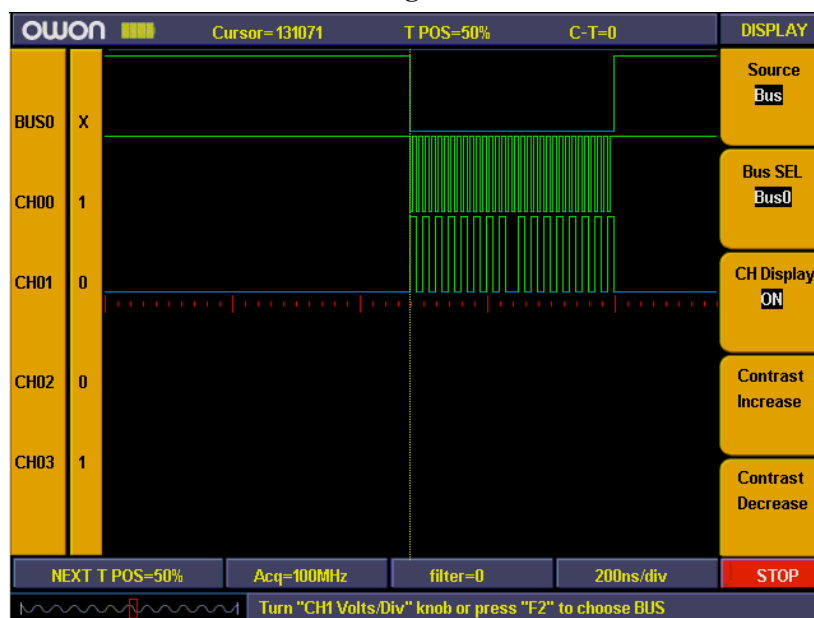 owon Cursor=131071 T POS=50% C-T=0 DISPLAY
Source
Bus
BUS0 X
Bus SEL
Bus0
CH00 1
CH Display
ON
CH01 0
Contrast
Increase
CH02 0
CH03 1
Contrast
Decrease
NEXT T POS=50% Acq=100MHz filter=0 200ns/div STOP
Turn "CH1 Volts/Div" knob or press "F2" to choose BUS